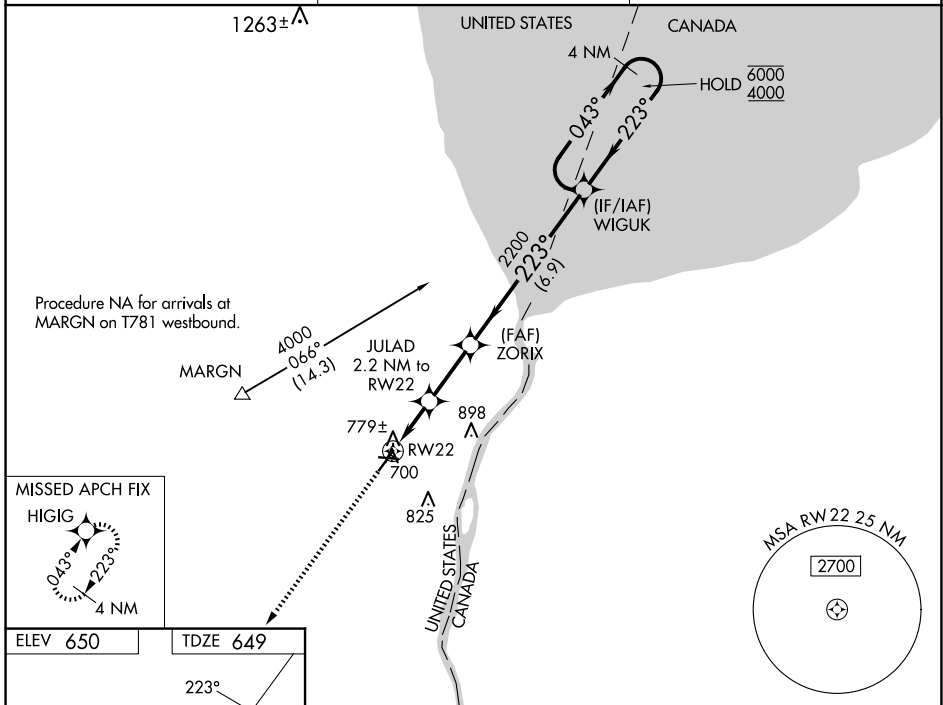 1263±
UNITED STATES
CANADA
4 NM
HOLD 6000
4000
043°
223°
(IF/IAF)
WIGUK
2200
223°
(6.9)
Procedure NA for arrivals at
MARGN on T781 westbound.
4000
066°
(14.3)
MARGN
JULAD
2.2 NM to
RW22
(FAF)
ZORIX
779±
898
RW22
700
825
MISSED APCH FIX
HIGIG
043°
223°
4 NM
UNITED STATES
CANADA
MSA RW22 25 NM
2700
ELEV 650
TDZE 649
223°